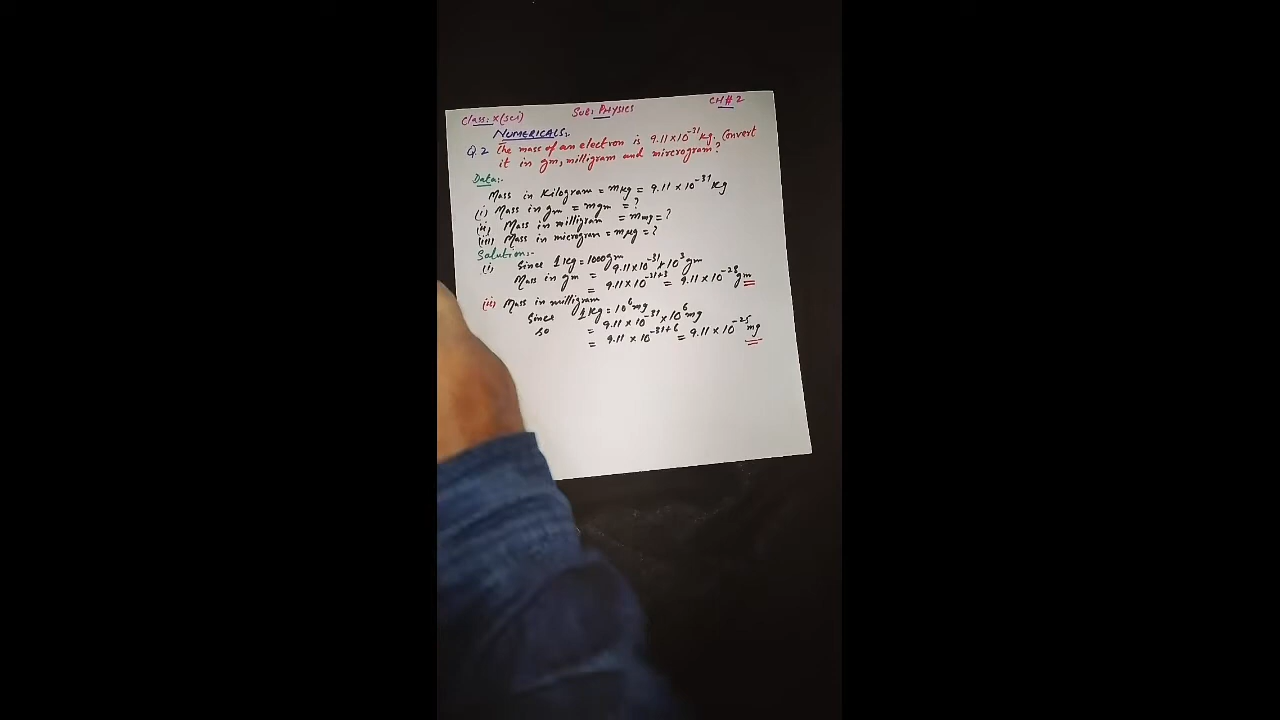 Class: X(sci) Sub: Physics CH# 2
Numericals:-
Q.2 The mass of an electron is 9.11 × 10⁻³¹ kg. Convert
it in gm, milligram and mircrogram?
Data:-
Mass in Kilogram = mkg = 9.11 × 10⁻³¹ kg
(i) Mass in gm = mgm = ?
(ii) Mass in milligram = mmg = ?
(iii) Mass in microgram = mμg = ?
Solution:-
(i) Since 1 Kg = 1000 gm
Mass in gm = 9.11 × 10⁻³¹ × 10³ gm
= 9.11 × 10⁻³¹⁺³ = 9.11 × 10⁻²⁸ gm
(ii) Mass in milligram
Since 1 Kg = 10⁶ mg
so = 9.11 × 10⁻³¹ × 10⁶ mg
= 9.11 × 10⁻³¹⁺⁶ = 9.11 × 10⁻²⁵ mg